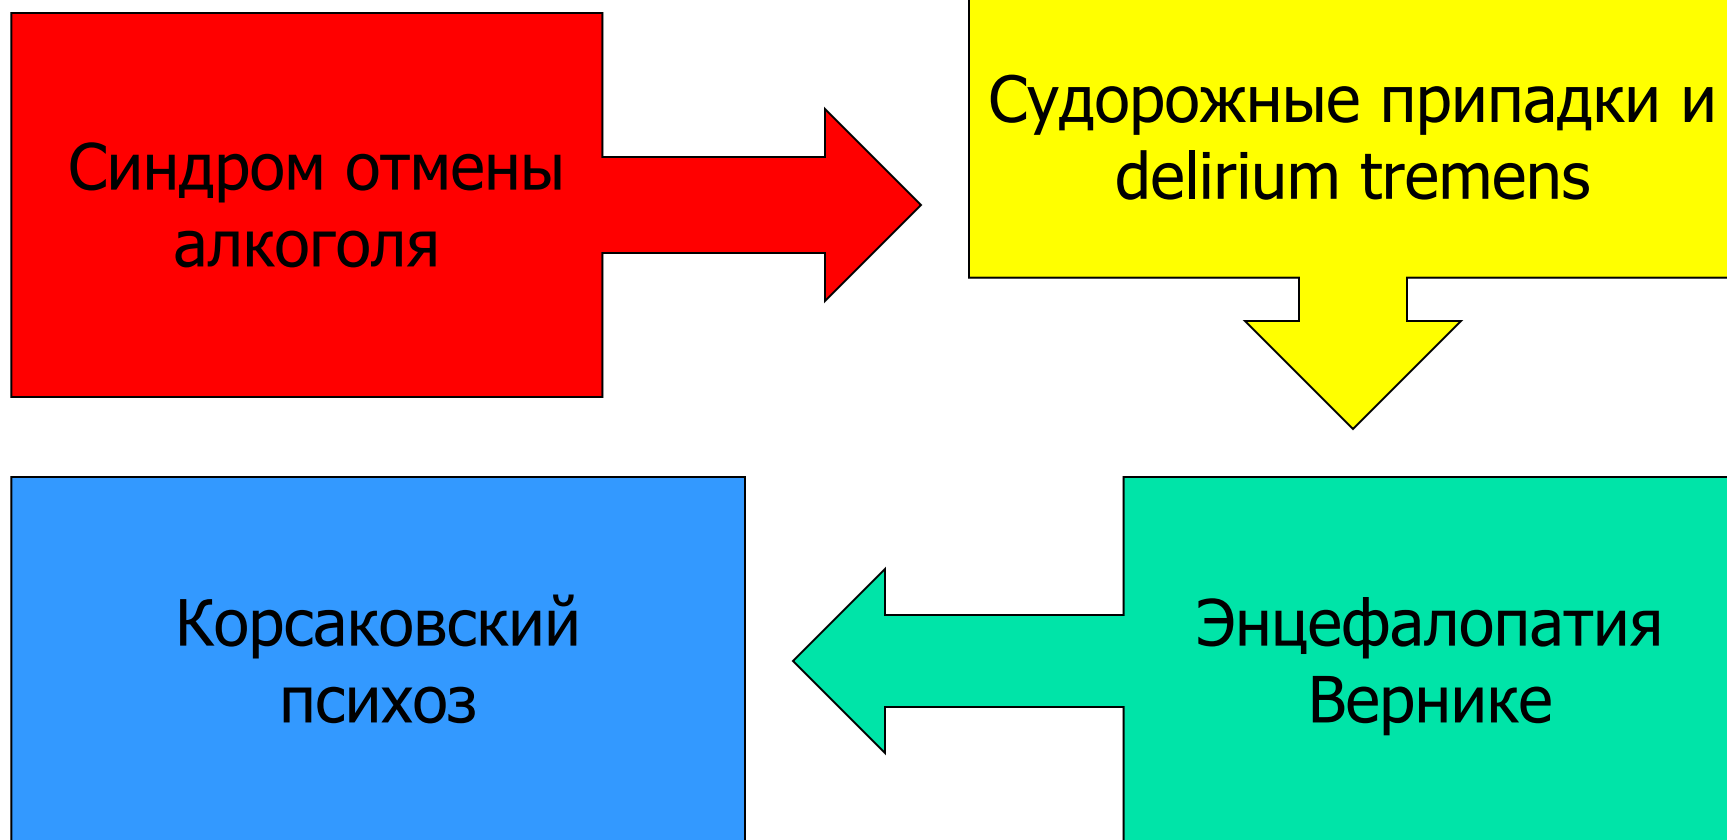 Синдром отмены
алкоголя
Судорожные припадки и
delirium tremens
Энцефалопатия
Вернике
Корсаковский
психоз